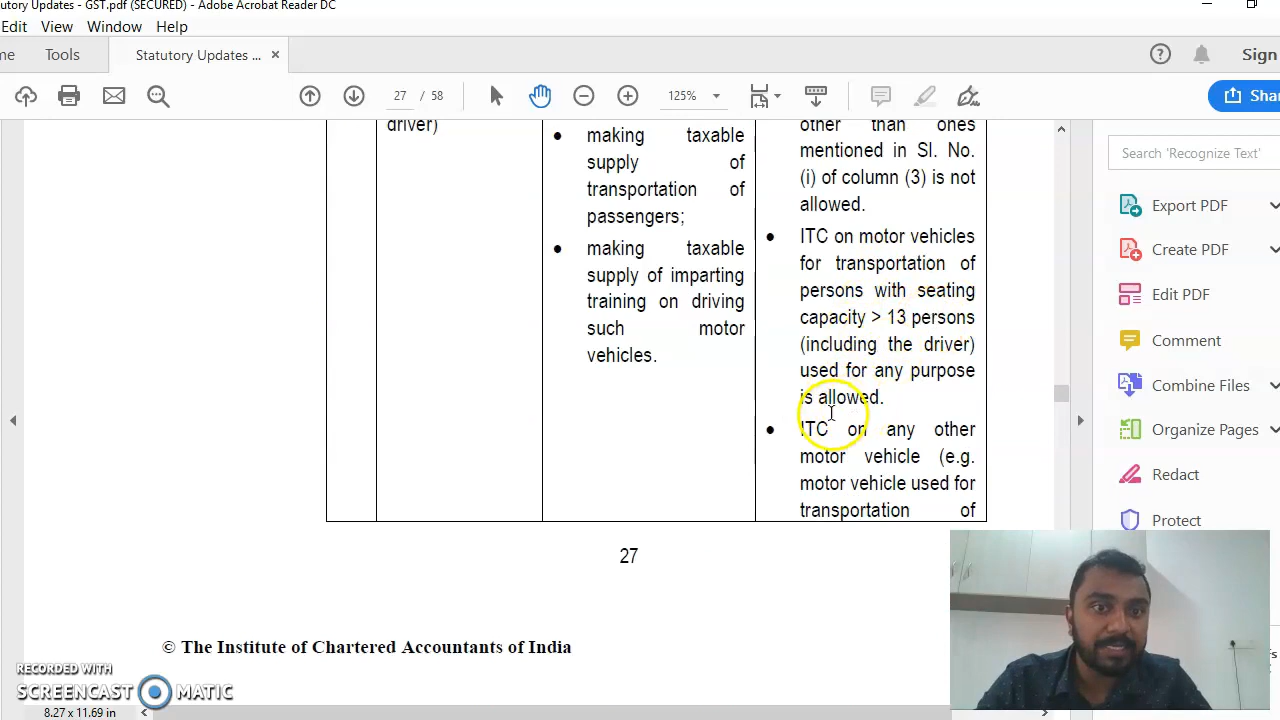 tutory Updates - GST.pdf (SECURED) - Adobe Acrobat Reader DC
Edit View Window Help
me Tools Statutory Updates ... × ? Sign
27 / 58 125% Shar
driver)
making taxable
supply of
transportation of
passengers;
making taxable
supply of imparting
training on driving
such motor
vehicles.
other than ones
mentioned in Sl. No.
(i) of column (3) is not
allowed.
ITC on motor vehicles
for transportation of
persons with seating
capacity > 13 persons
(including the driver)
used for any purpose
is allowed.
ITC on any other
motor vehicle (e.g.
motor vehicle used for
transportation of
27
© The Institute of Chartered Accountants of India
Search 'Recognize Text'
Export PDF
Create PDF
Edit PDF
Comment
Combine Files
Organize Pages
Redact
Protect
RECORDED WITH
SCREENCAST MATIC
8.27 x 11.69 in